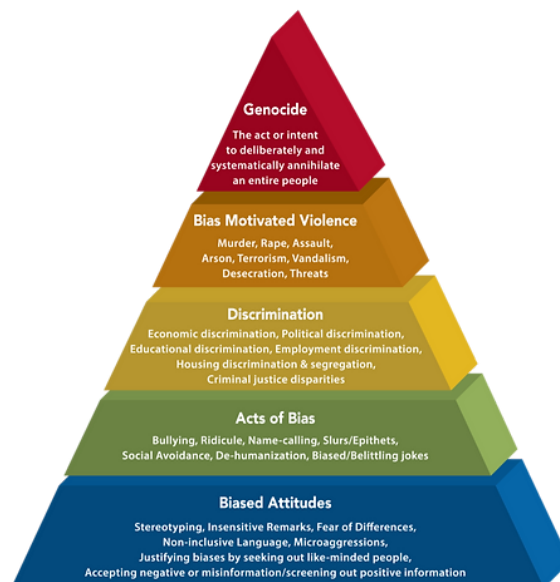 Genocide
The act or intent
to deliberately and
systematically annihilate
an entire people
Bias Motivated Violence
Murder, Rape, Assault,
Arson, Terrorism, Vandalism,
Desecration, Threats
Discrimination
Economic discrimination, Political discrimination,
Educational discrimination, Employment discrimination,
Housing discrimination & segregation,
Criminal justice disparities
Acts of Bias
Bullying, Ridicule, Name-calling, Slurs/Epithets,
Social Avoidance, De-humanization, Biased/Belittling jokes
Biased Attitudes
Stereotyping, Insensitive Remarks, Fear of Differences,
Non-inclusive Language, Microaggressions,
Justifying biases by seeking out like-minded people,
Accepting negative or misinformation/screening out positive information